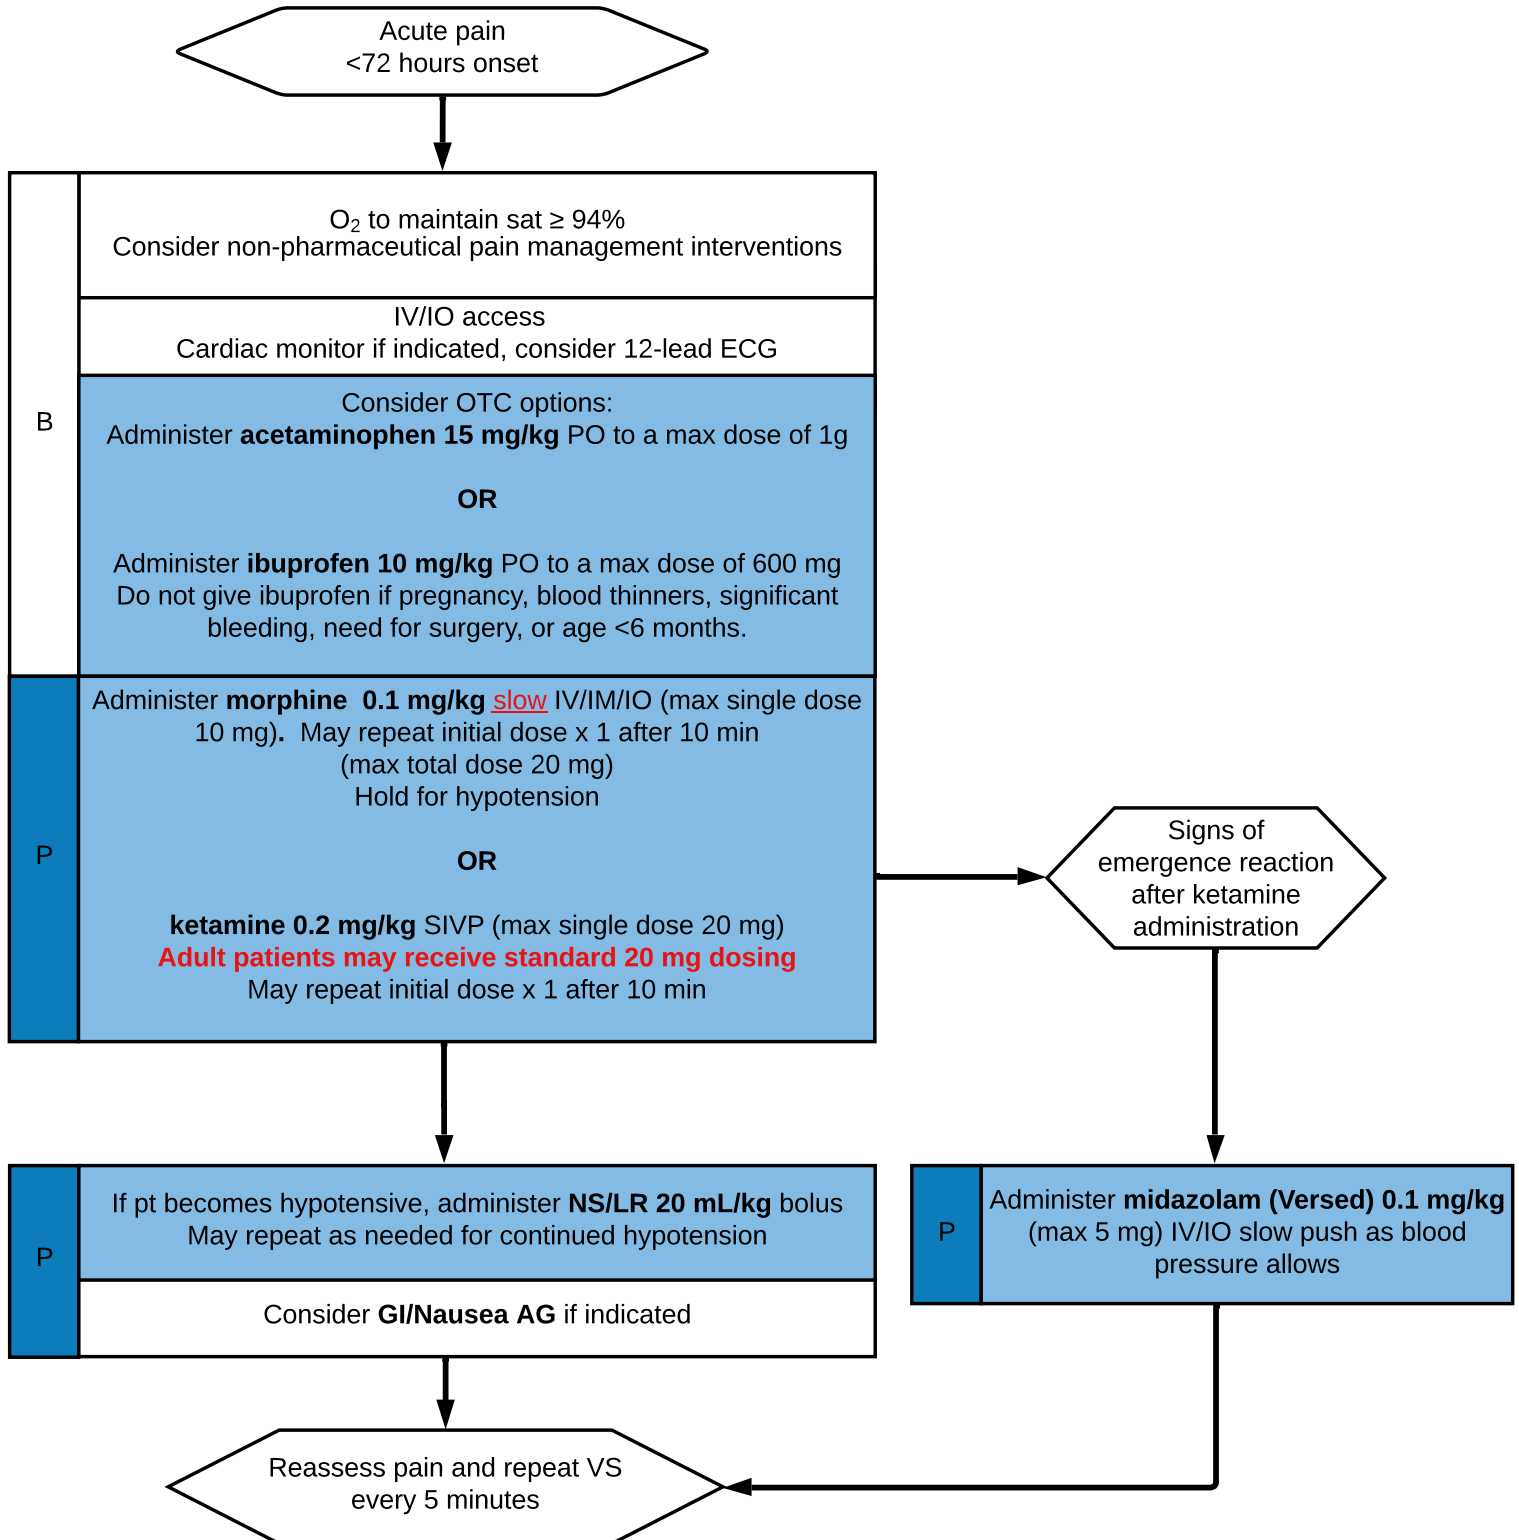 Acute pain
<72 hours onset
B
O₂ to maintain sat ≥ 94%
Consider non-pharmaceutical pain management interventions
IV/IO access
Cardiac monitor if indicated, consider 12-lead ECG
Consider OTC options:
Administer acetaminophen 15 mg/kg PO to a max dose of 1g
OR
Administer ibuprofen 10 mg/kg PO to a max dose of 600 mg
Do not give ibuprofen if pregnancy, blood thinners, significant
bleeding, need for surgery, or age <6 months.
P
Administer morphine  0.1 mg/kg slow IV/IM/IO (max single dose
10 mg).  May repeat initial dose x 1 after 10 min
(max total dose 20 mg)
Hold for hypotension
OR
ketamine 0.2 mg/kg SIVP (max single dose 20 mg)
Adult patients may receive standard 20 mg dosing
May repeat initial dose x 1 after 10 min
Signs of
emergence reaction
after ketamine
administration
P
If pt becomes hypotensive, administer NS/LR 20 mL/kg bolus
May repeat as needed for continued hypotension
Consider GI/Nausea AG if indicated
P
Administer midazolam (Versed) 0.1 mg/kg
(max 5 mg) IV/IO slow push as blood
pressure allows
Reassess pain and repeat VS
every 5 minutes